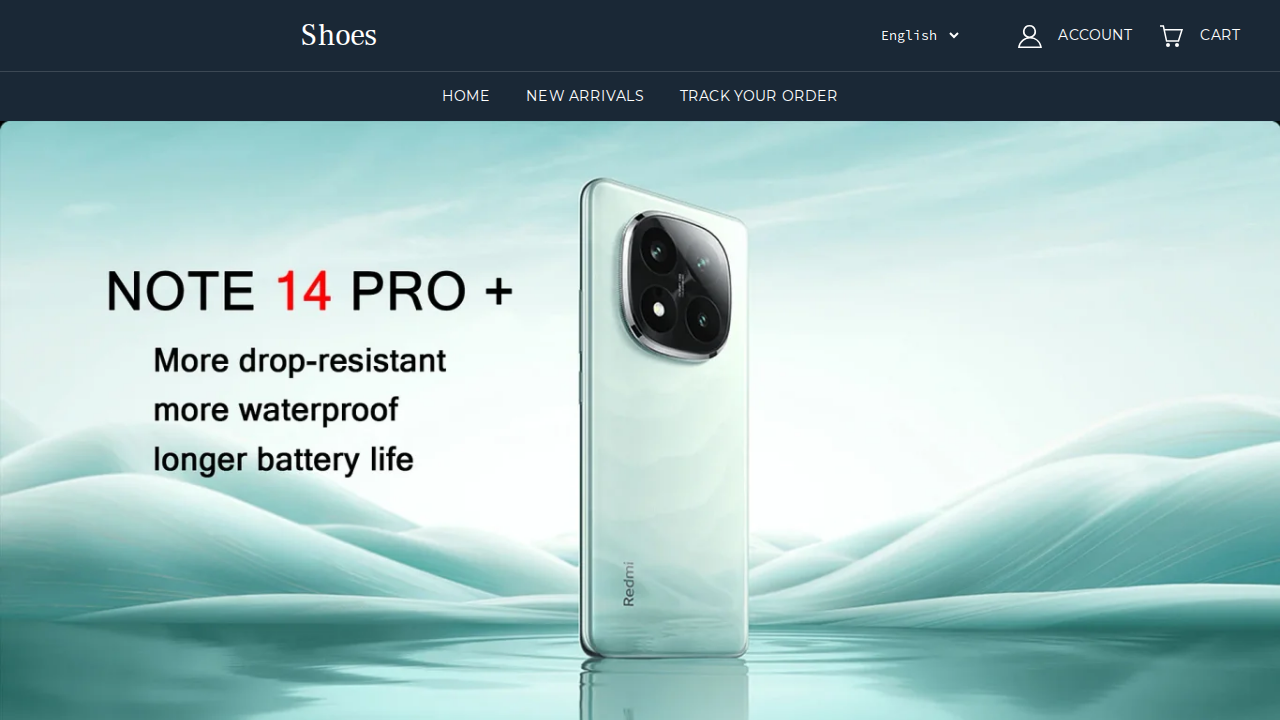 Shoes
English
ACCOUNT
CART
HOME
NEW ARRIVALS
TRACK YOUR ORDER
NOTE 14 PRO +
More drop-resistant
more waterproof
longer battery life
Redmi